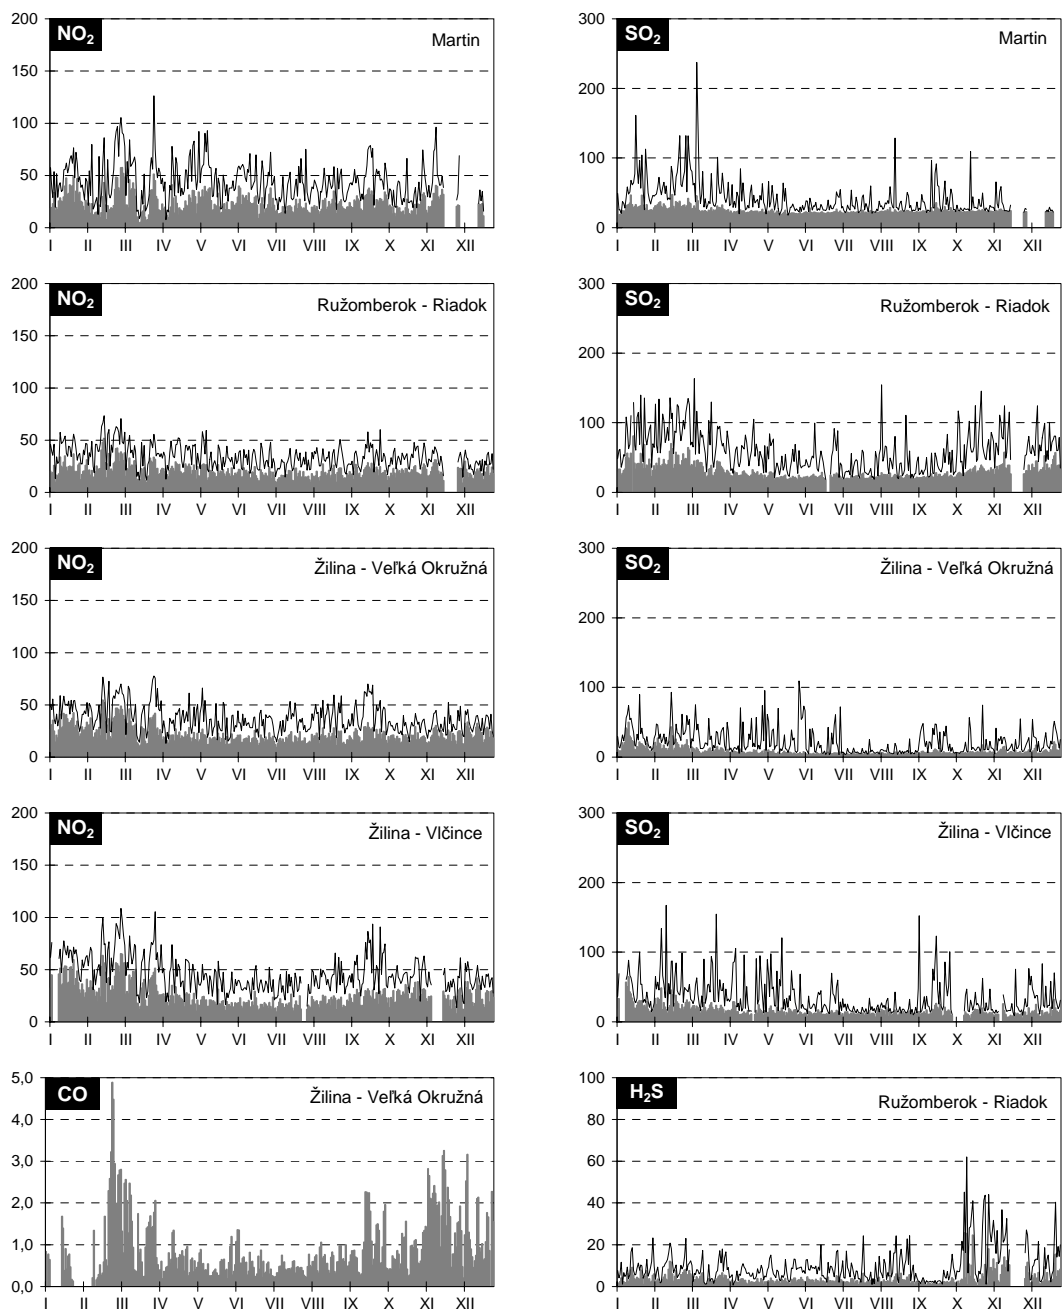 NO2
Martin
200
150
100
50
0
I II III IV V VI VII VIII IX X XI XII
SO2
Martin
300
200
100
0
I II III IV V VI VII VIII IX X XI XII
NO2
Ružomberok - Riadok
200
150
100
50
0
I II III IV V VI VII VIII IX X XI XII
SO2
Ružomberok - Riadok
300
200
100
0
I II III IV V VI VII VIII IX X XI XII
NO2
Žilina - Veľká Okružná
200
150
100
50
0
I II III IV V VI VII VIII IX X XI XII
SO2
Žilina - Veľká Okružná
300
200
100
0
I II III IV V VI VII VIII IX X XI XII
NO2
Žilina - Vlčince
200
150
100
50
0
I II III IV V VI VII VIII IX X XI XII
SO2
Žilina - Vlčince
300
200
100
0
I II III IV V VI VII VIII IX X XI XII
CO
Žilina - Veľká Okružná
5,0
4,0
3,0
2,0
1,0
0,0
I II III IV V VI VII VIII IX X XI XII
H2S
Ružomberok - Riadok
100
80
60
40
20
0
I II III IV V VI VII VIII IX X XI XII